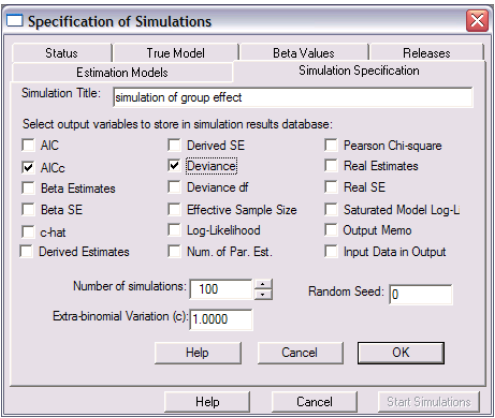 Specification of Simulations
Status True Model Beta Values Releases
Estimation Models Simulation Specification
Simulation Title: simulation of group effect
Select output variables to store in simulation results database:
AIC Derived SE Pearson Chi-square
AICc Deviance Real Estimates
Beta Estimates Deviance df Real SE
Beta SE Effective Sample Size Saturated Model Log-L
c-hat Log-Likelihood Output Memo
Derived Estimates Num. of Par. Est. Input Data in Output
Number of simulations: 100 Random Seed: 0
Extra-binomial Variation (c): 1.0000
Help Cancel OK
Help Cancel Start Simulations